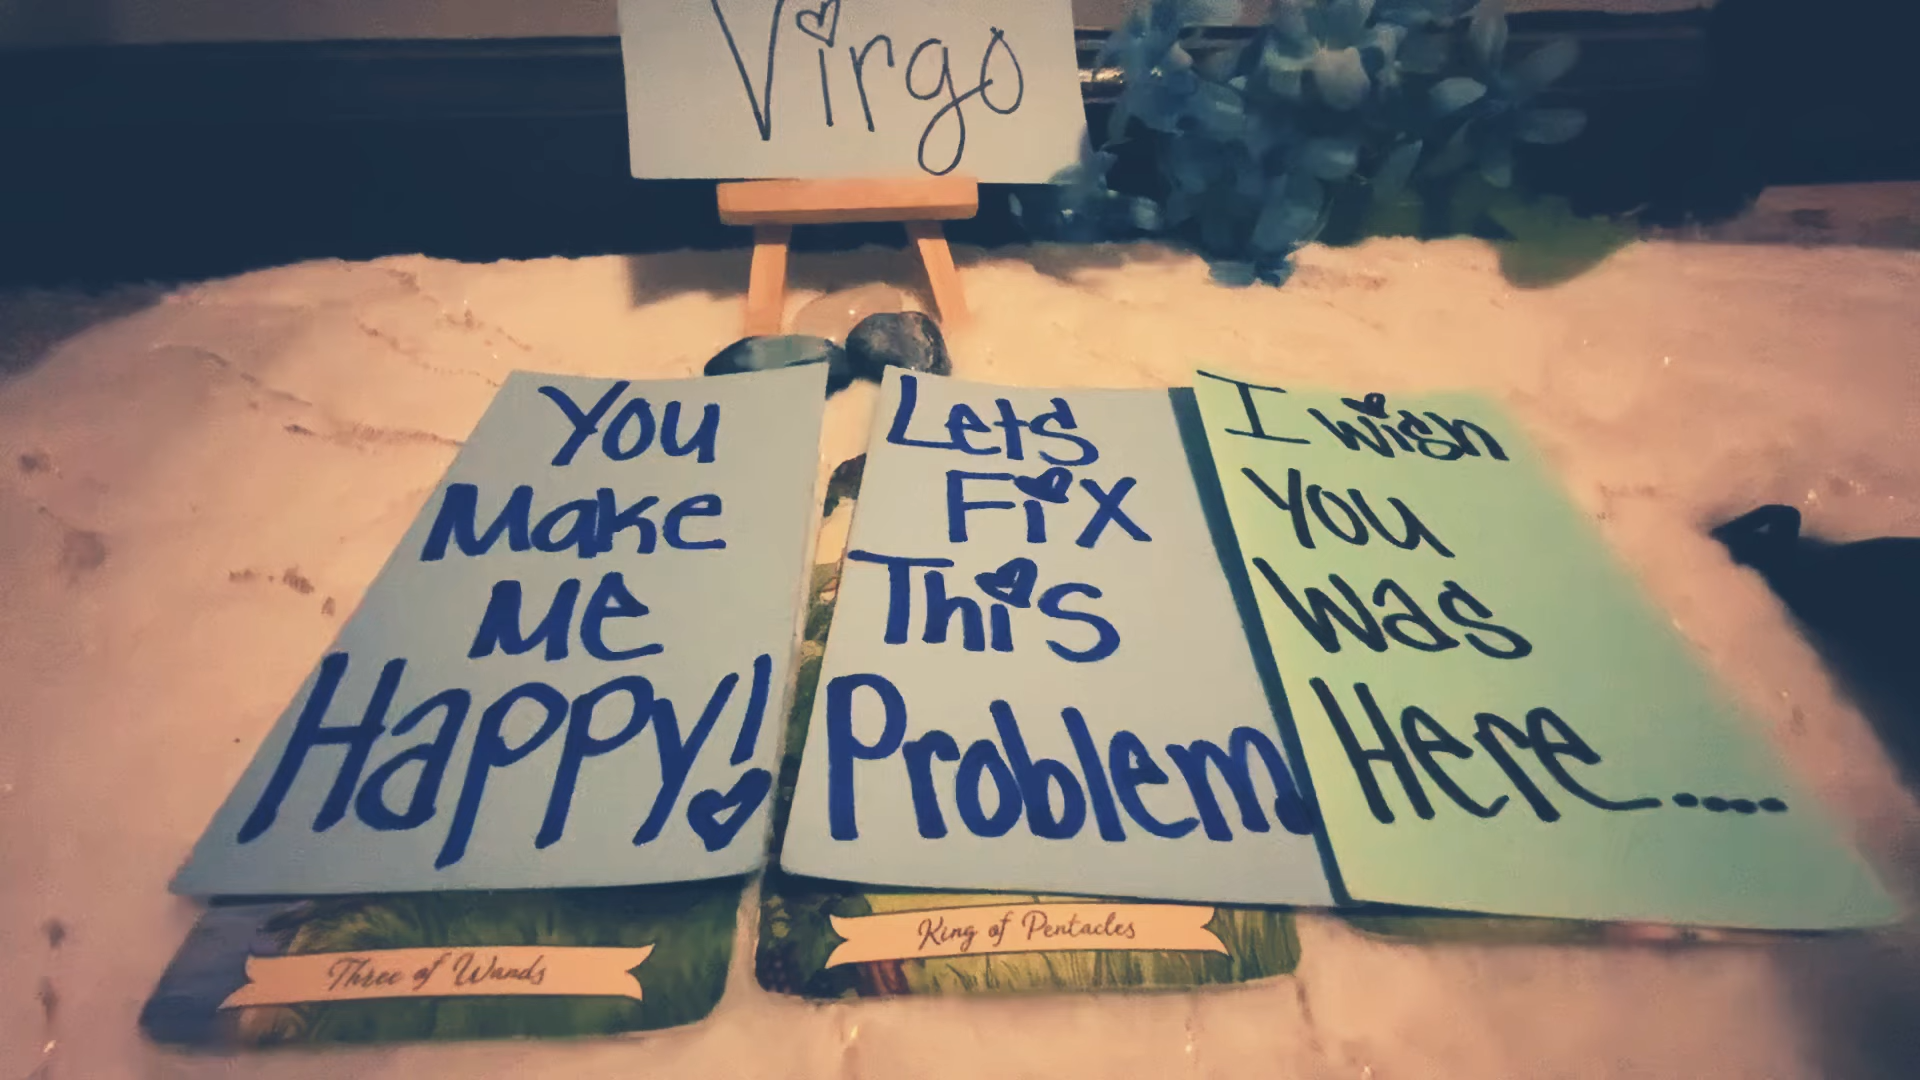 Virgo
You
Make
Me
Happy!
Lets
Fix
This
Problem
I wish
You
Was
Here....
Three of Wands
King of Pentacles